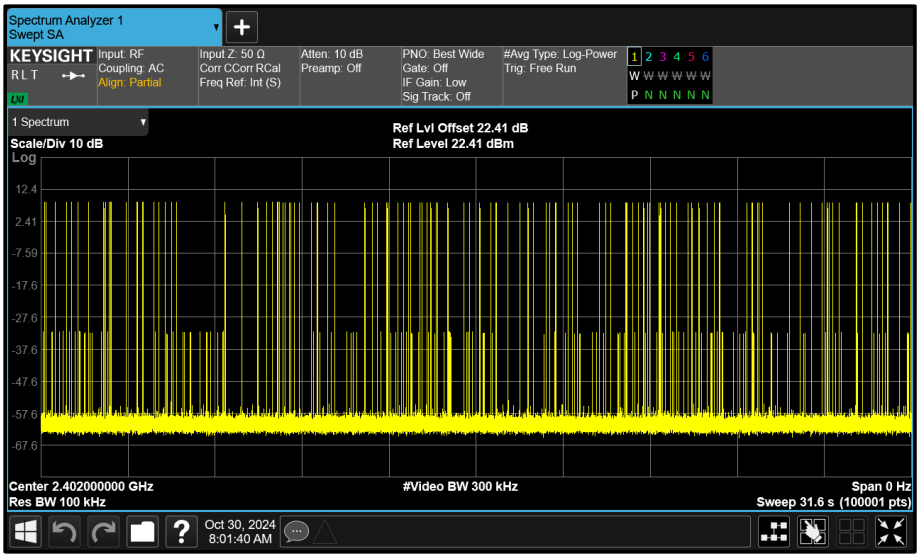 Spectrum Analyzer 1
Swept SA
+
KEYSIGHT
RLT
LXI
Input: RF
Coupling: AC
Align: Partial
Input Z: 50 Ω
Corr CCorr RCal
Freq Ref: Int (S)
Atten: 10 dB
Preamp: Off
PNO: Best Wide
Gate: Off
IF Gain: Low
Sig Track: Off
#Avg Type: Log-Power
Trig: Free Run
1 2 3 4 5 6
W W W W W W
P N N N N N
1 Spectrum
Scale/Div 10 dB
Ref Lvl Offset 22.41 dB
Ref Level 22.41 dBm
Log
12.4
2.41
-7.59
-17.6
-27.6
-37.6
-47.6
-57.6
-67.6
Center 2.402000000 GHz
#Video BW 300 kHz
Span 0 Hz
Res BW 100 kHz
Sweep 31.6 s (100001 pts)
?
Oct 30, 2024
8:01:40 AM